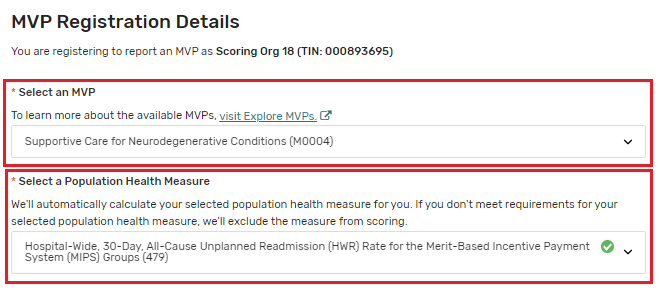 MVP Registration Details
You are registering to report an MVP as Scoring Org 18 (TIN: 000893695)
* Select an MVP
To learn more about the available MVPs, visit Explore MVPs.
Supportive Care for Neurodegenerative Conditions (M0004)
* Select a Population Health Measure
We'll automatically calculate your selected population health measure for you. If you don't meet requirements for your
selected population health measure, we'll exclude the measure from scoring.
Hospital-Wide, 30-Day, All-Cause Unplanned Readmission (HWR) Rate for the Merit-Based Incentive Payment
System (MIPS) Groups (479)